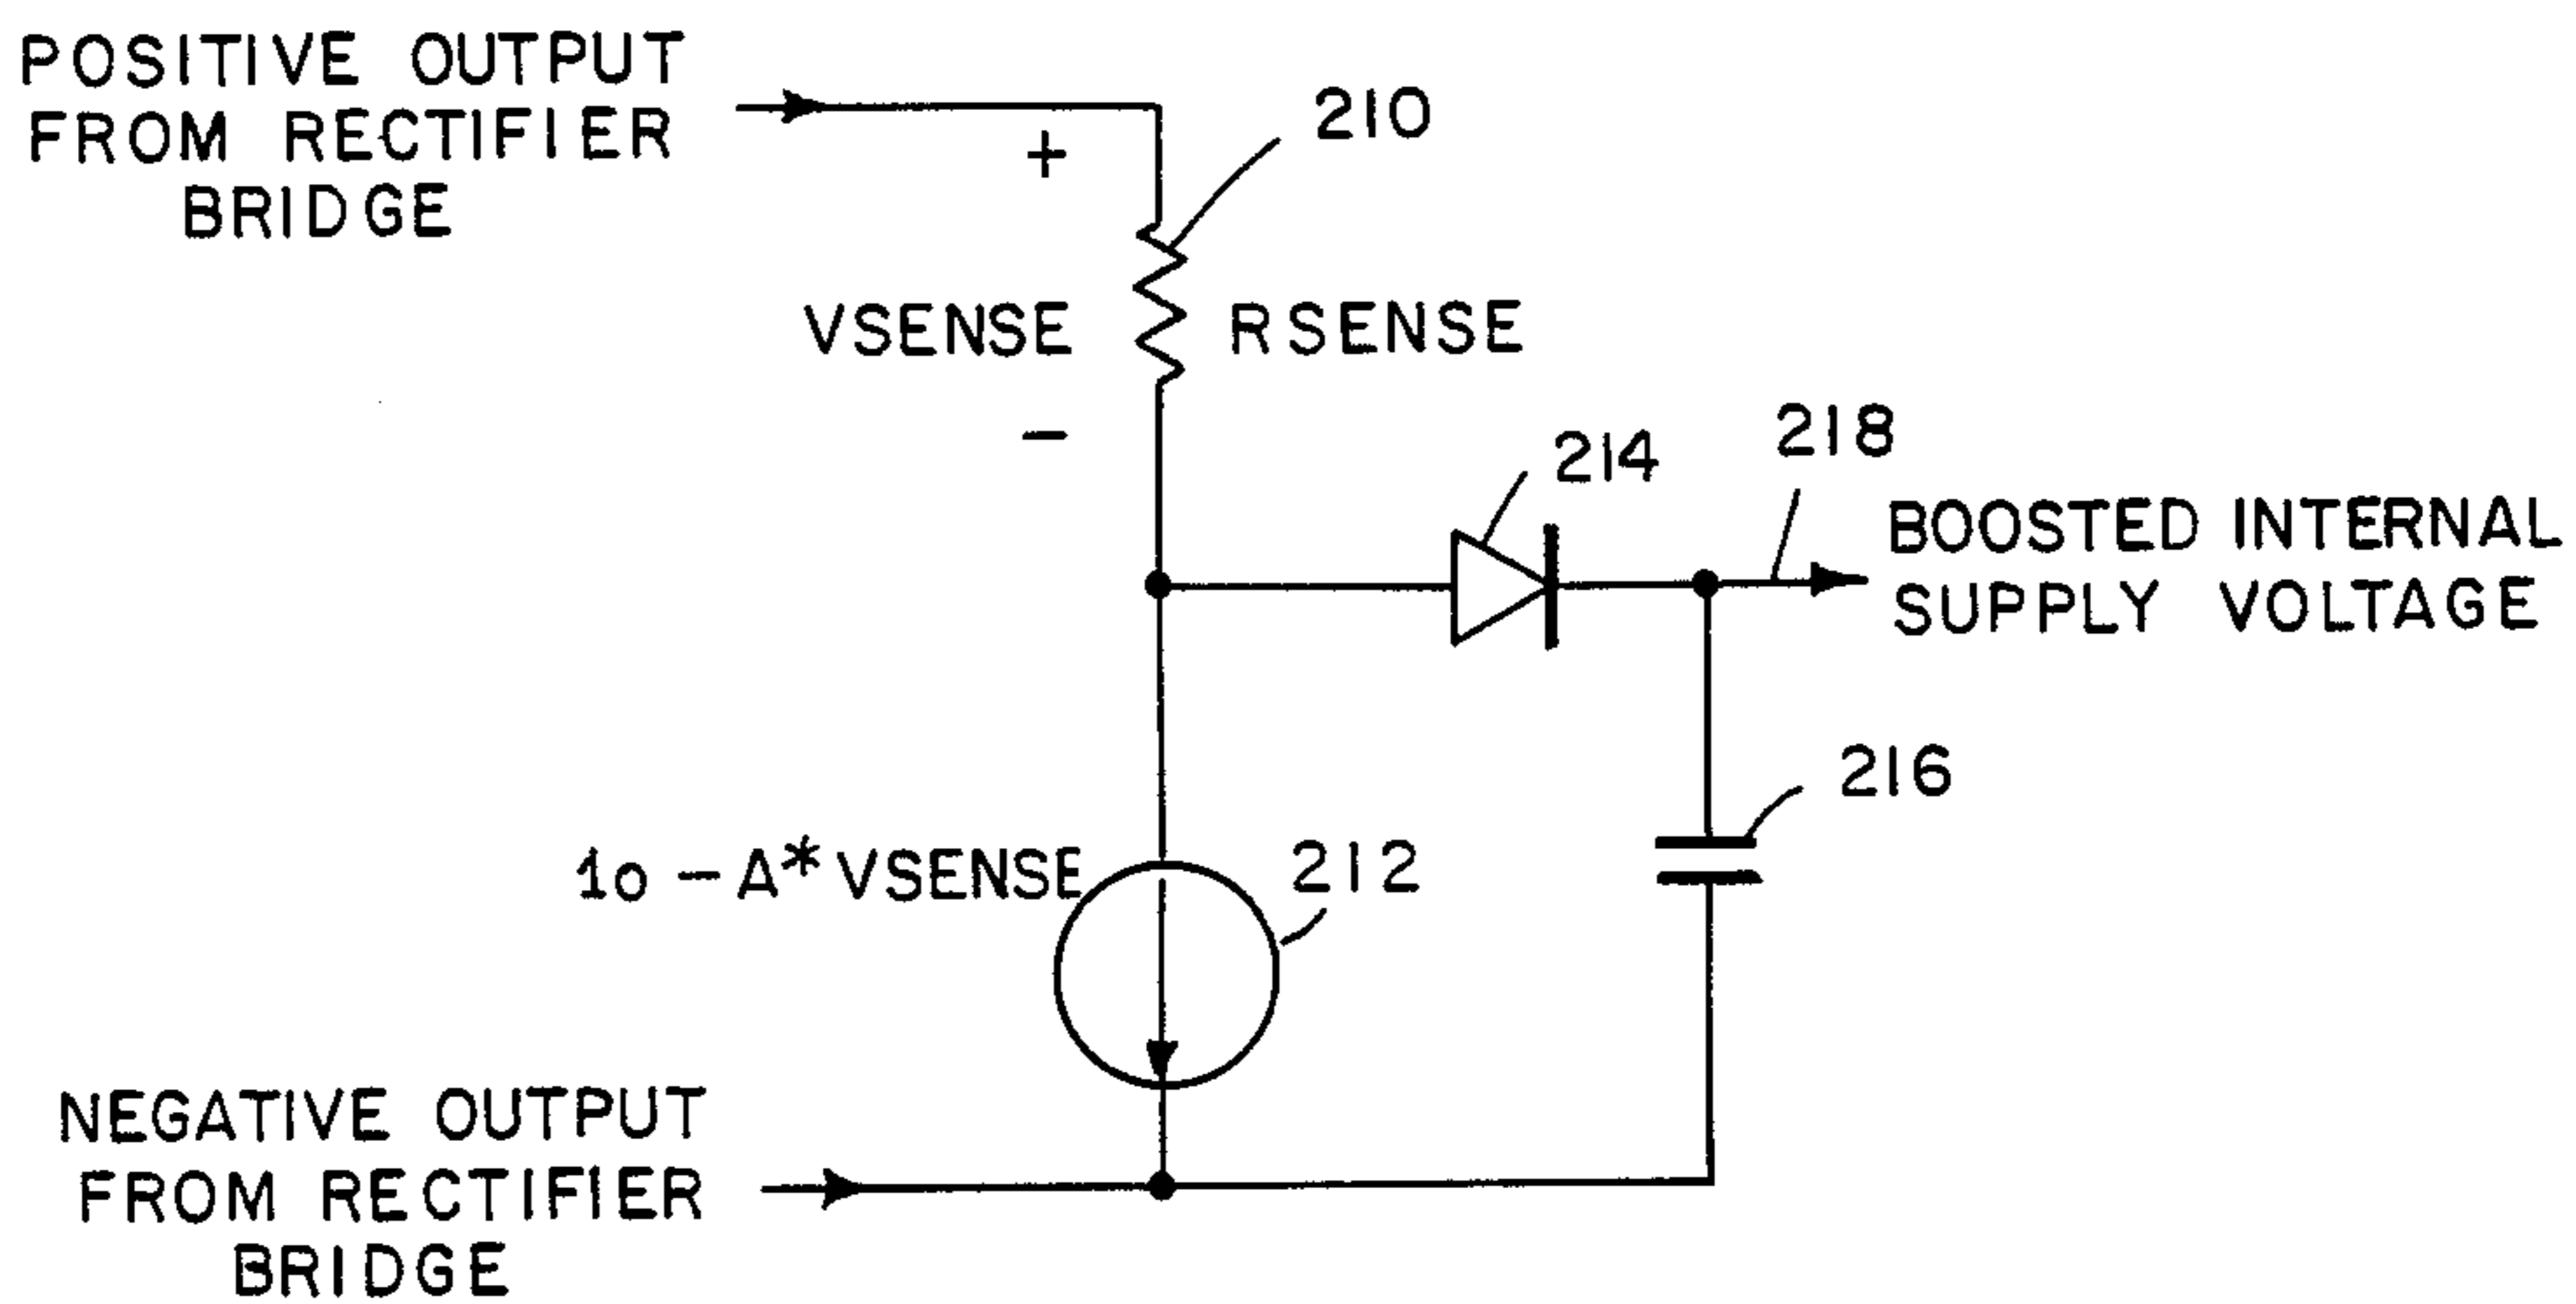 POSITIVE OUTPUT
FROM RECTIFIER
BRIDGE
+
210
VSENSE
RSENSE
−
214
218
BOOSTED INTERNAL
SUPPLY VOLTAGE
216
1o − A* VSENSE
212
NEGATIVE OUTPUT
FROM RECTIFIER
BRIDGE